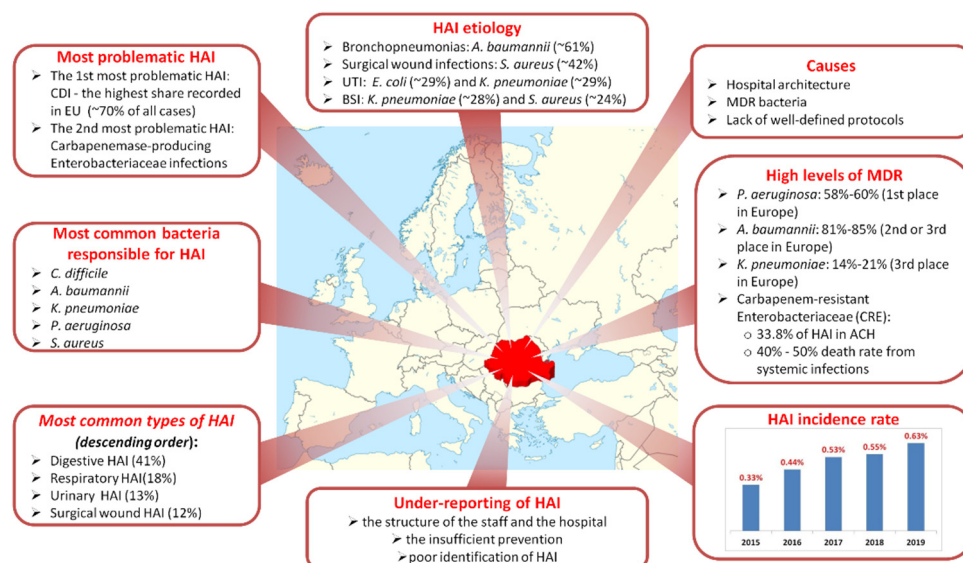 HAI etiology
➢ Bronchopneumonias: A. baumannii (~61%)
➢ Surgical wound infections: S. aureus (~42%)
➢ UTI: E. coli (~29%) and K. pneumoniae (~29%)
➢ BSI: K. pneumoniae (~28%) and S. aureus (~24%)
Most problematic HAI
➢ The 1st most problematic HAI:
CDI - the highest share recorded
in EU (~70% of all cases)
➢ The 2nd most problematic HAI:
Carbapenemase-producing
Enterobacteriaceae infections
Causes
➢ Hospital architecture
➢ MDR bacteria
➢ Lack of well-defined protocols
High levels of MDR
➢ P. aeruginosa: 58%-60% (1st place
in Europe)
➢ A. baumannii: 81%-85% (2nd or 3rd
place in Europe)
➢ K. pneumoniae: 14%-21% (3rd place
in Europe)
➢ Carbapenem-resistant
Enterobacteriaceae (CRE):
o 33.8% of HAI in ACH
o 40% - 50% death rate from
systemic infections
Most common bacteria
responsible for HAI
➢ C. difficile
➢ A. baumannii
➢ K. pneumoniae
➢ P. aeruginosa
➢ S. aureus
Most common types of HAI
(descending order):
➢ Digestive HAI (41%)
➢ Respiratory HAI(18%)
➢ Urinary HAI (13%)
➢ Surgical wound HAI (12%)
Under-reporting of HAI
➢ the structure of the staff and the hospital
➢ the insufficient prevention
➢ poor identification of HAI
HAI incidence rate
0.33% 0.44% 0.53% 0.55% 0.63%
2015 2016 2017 2018 2019